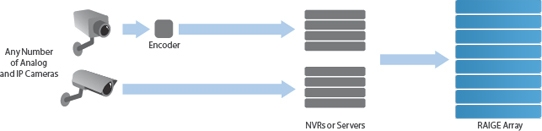 Any Number
of Analog
and IP Cameras
Encoder
NVRs or Servers
RAIGE Array